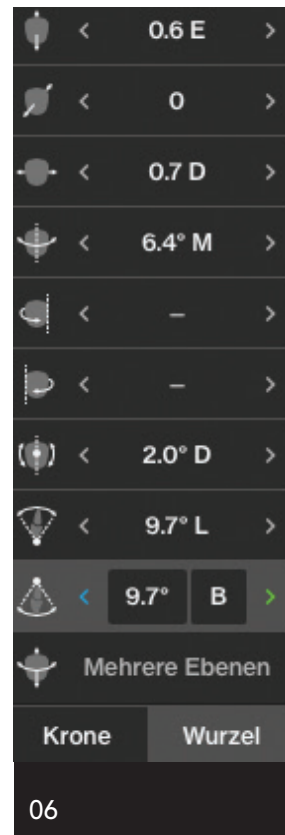 < 0.6 E >
< 0 >
< 0.7 D >
< 6.4° M >
< – >
< – >
< 2.0° D >
< 9.7° L >
< 9.7° B >
Mehrere Ebenen
Krone Wurzel
06